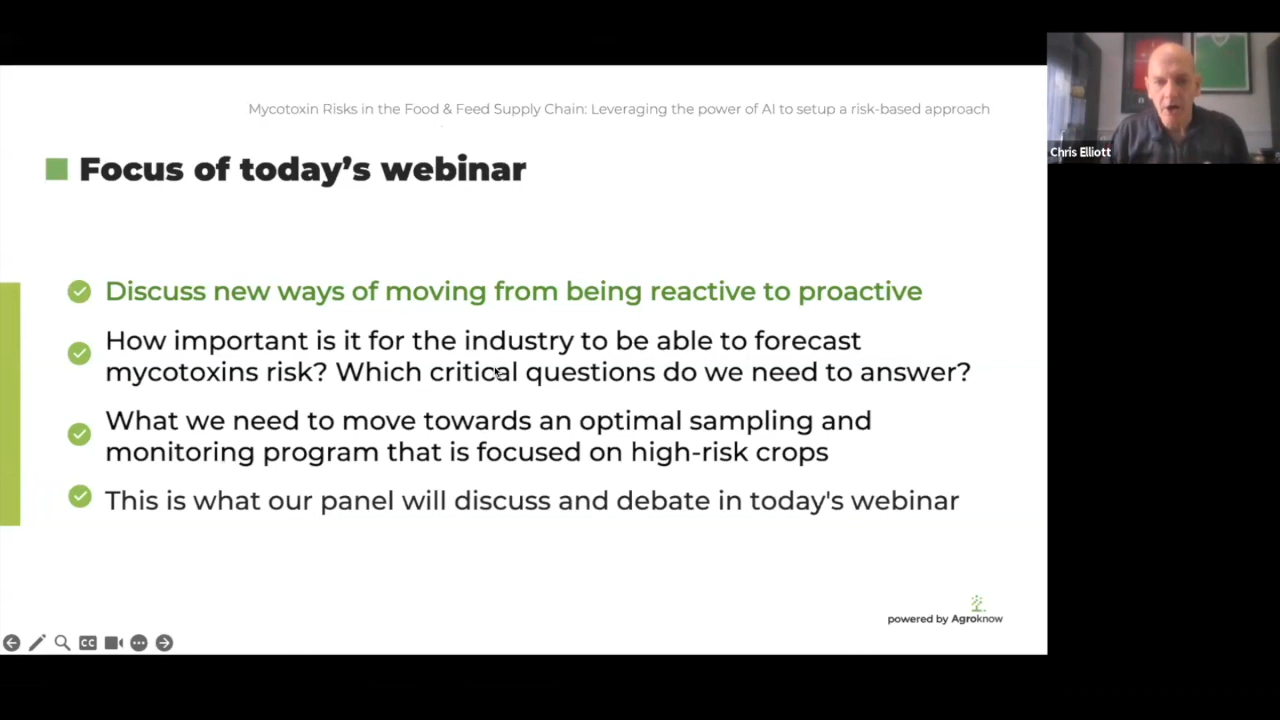 Mycotoxin Risks in the Food & Feed Supply Chain: Leveraging the power of AI to setup a risk-based approach
Chris Elliott
Focus of today’s webinar
Discuss new ways of moving from being reactive to proactive
How important is it for the industry to be able to forecast
mycotoxins risk? Which critical questions do we need to answer?
What we need to move towards an optimal sampling and
monitoring program that is focused on high-risk crops
This is what our panel will discuss and debate in today's webinar
powered by Agroknow
CC